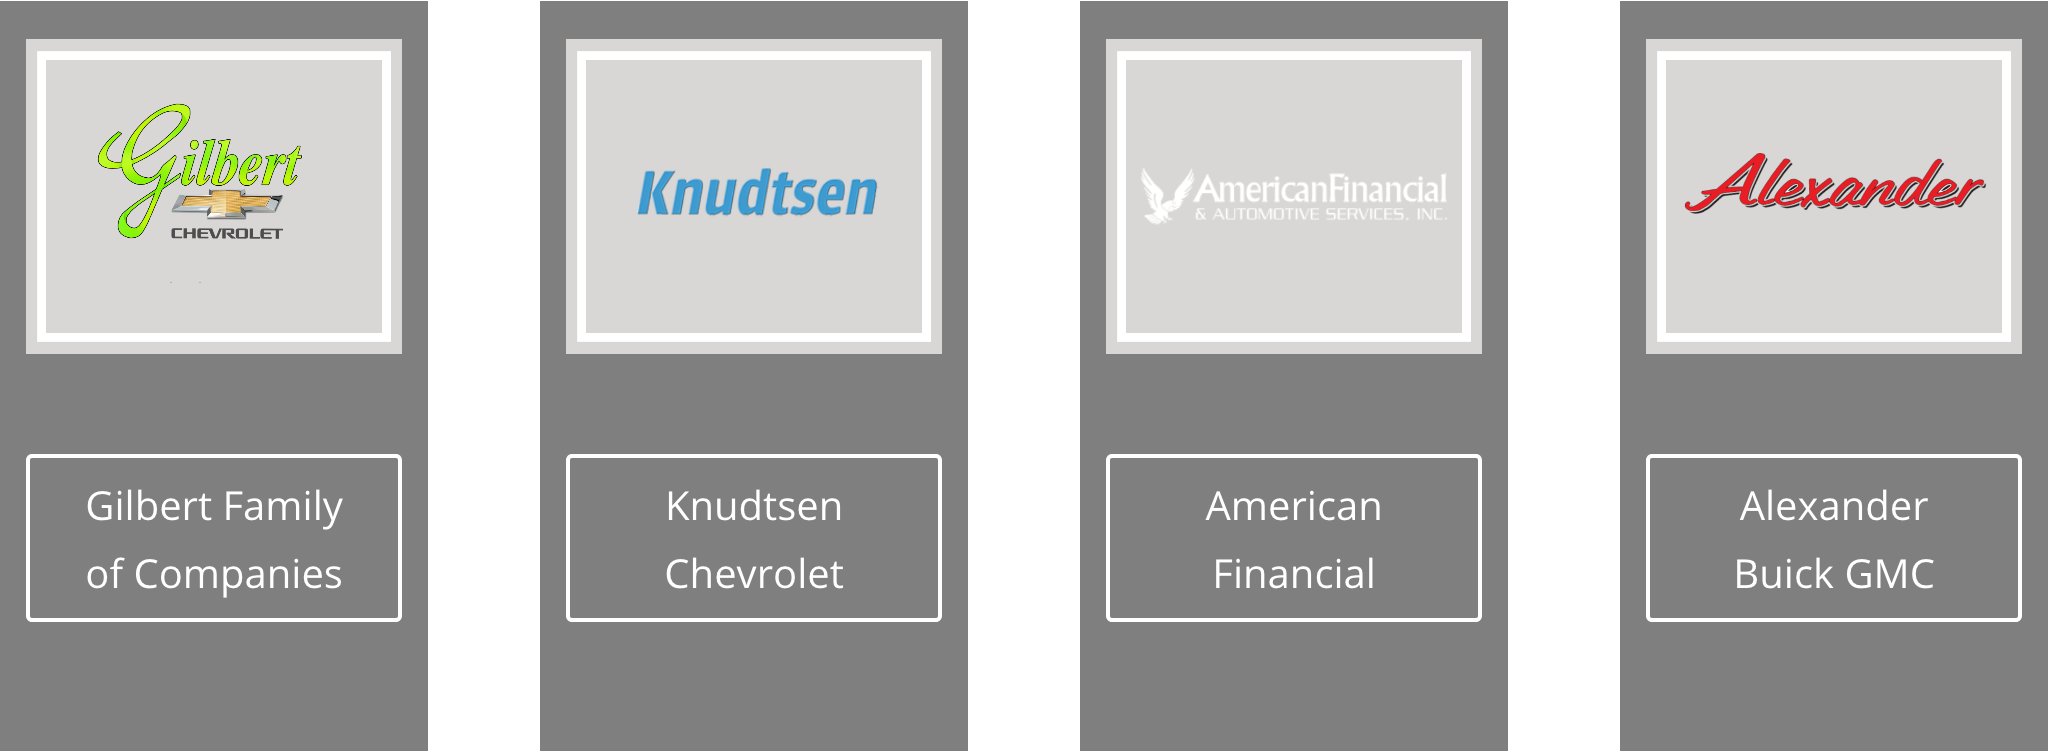 Gilbert
CHEVROLET
Gilbert Family
of Companies
Knudtsen
Knudtsen
Chevrolet
AmericanFinancial
& AUTOMOTIVE SERVICES, INC.
American
Financial
Alexander
Alexander
Buick GMC